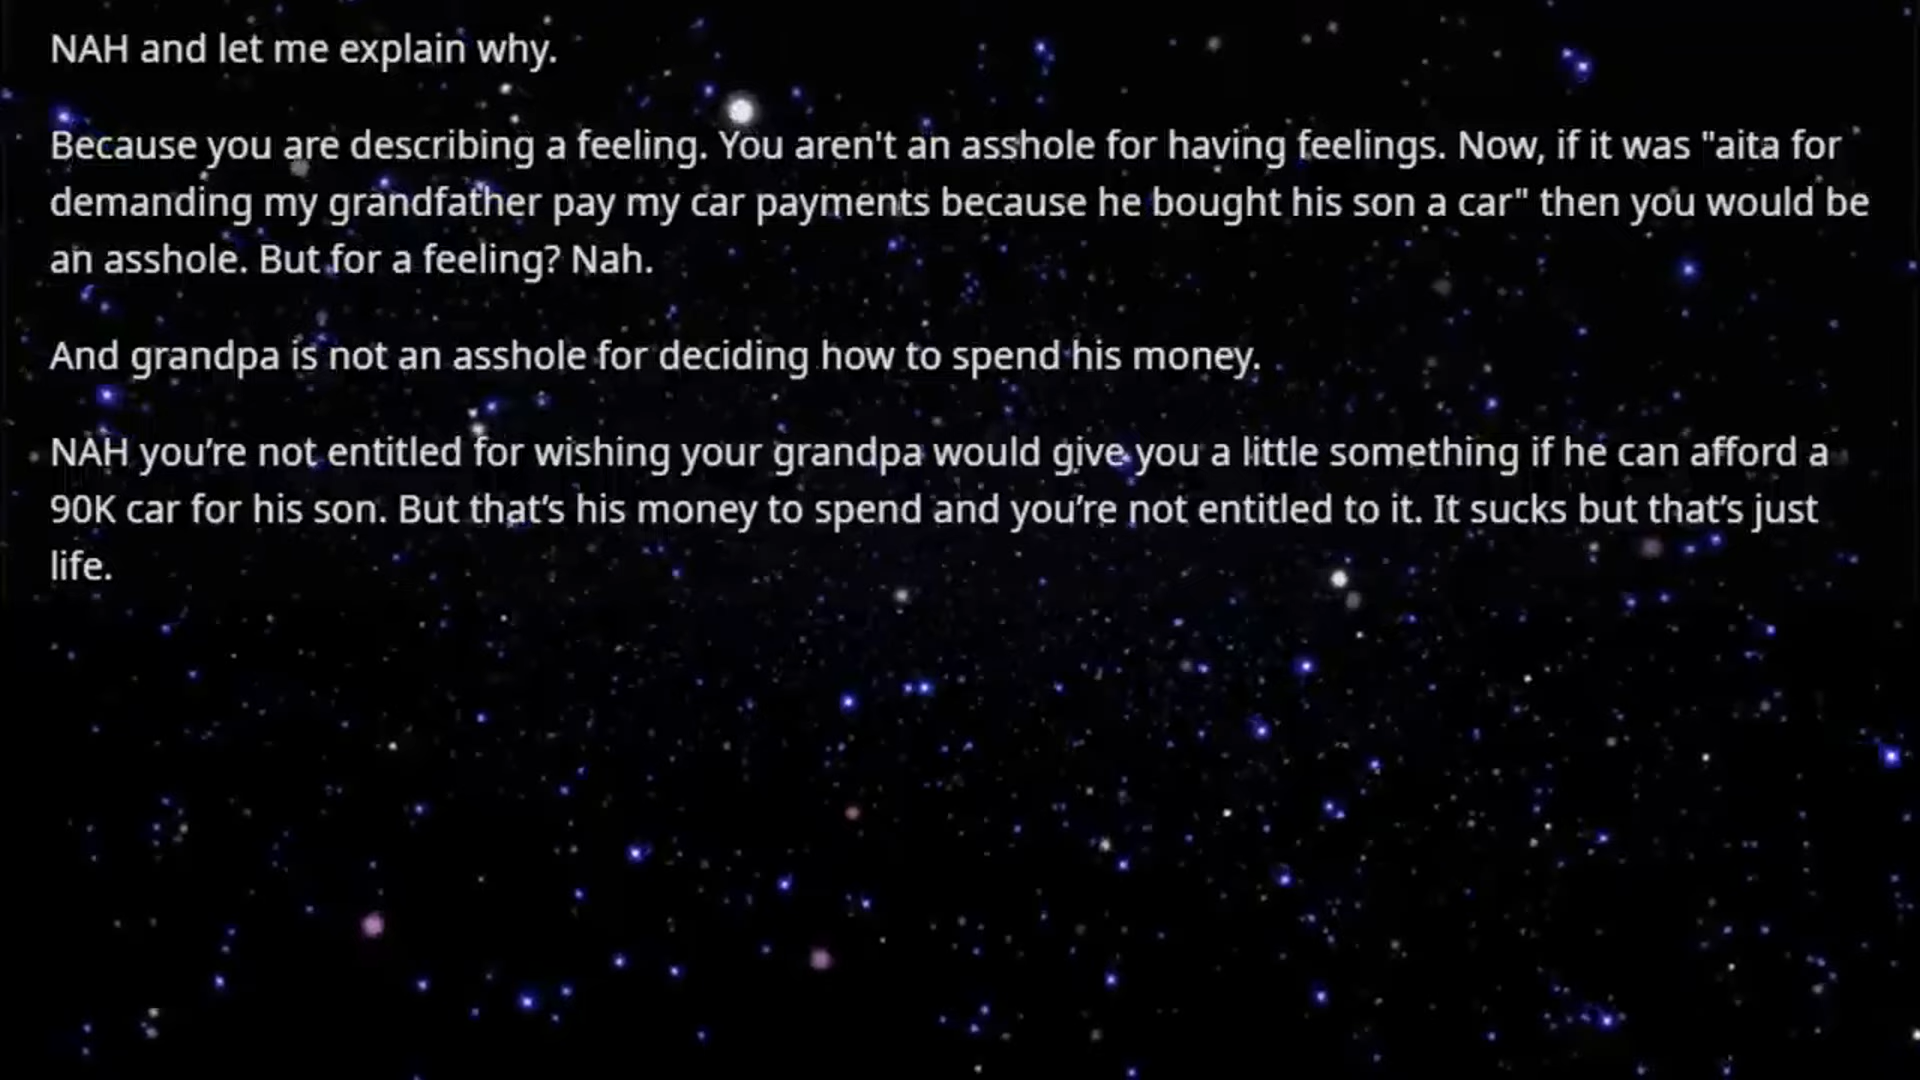 NAH and let me explain why.
Because you are describing a feeling. You aren't an asshole for having feelings. Now, if it was "aita for
demanding my grandfather pay my car payments because he bought his son a car" then you would be
an asshole. But for a feeling? Nah.
And grandpa is not an asshole for deciding how to spend his money.
NAH you’re not entitled for wishing your grandpa would give you a little something if he can afford a
90K car for his son. But that’s his money to spend and you’re not entitled to it. It sucks but that’s just
life.